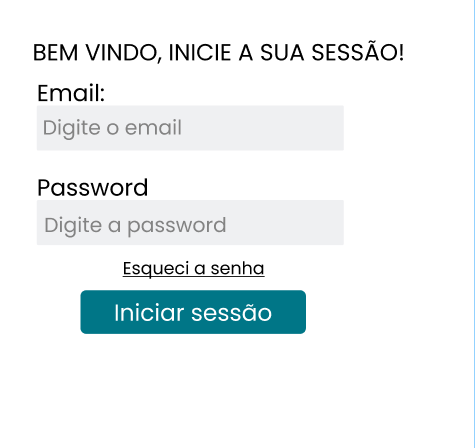 BEM VINDO, INICIE A SUA SESSÃO!
Email:
Digite o email
Password
Digite a password
Esqueci a senha
Iniciar sessão